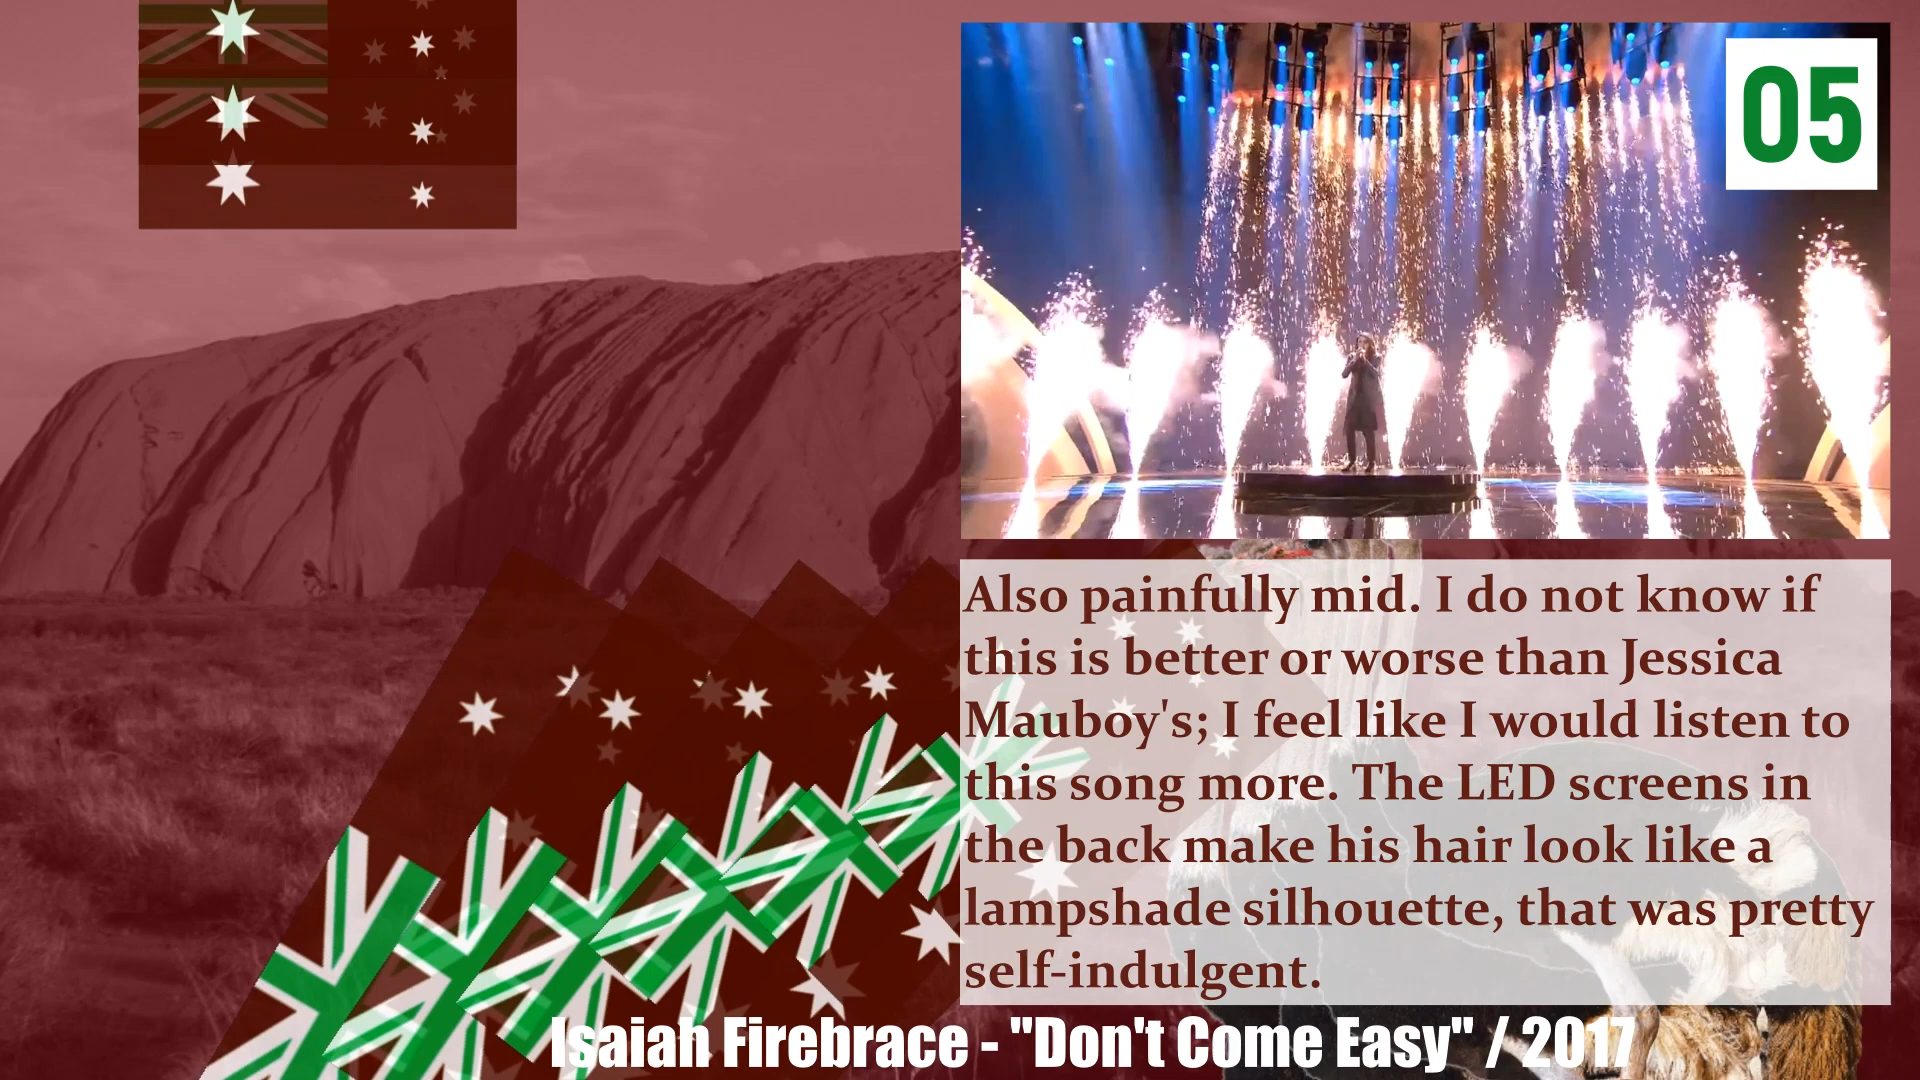 05
Also painfully mid. I do not know if
this is better or worse than Jessica
Mauboy's; I feel like I would listen to
this song more. The LED screens in
the back make his hair look like a
lampshade silhouette, that was pretty
self-indulgent.
Isaiah Firebrace - "Don't Come Easy" / 2017